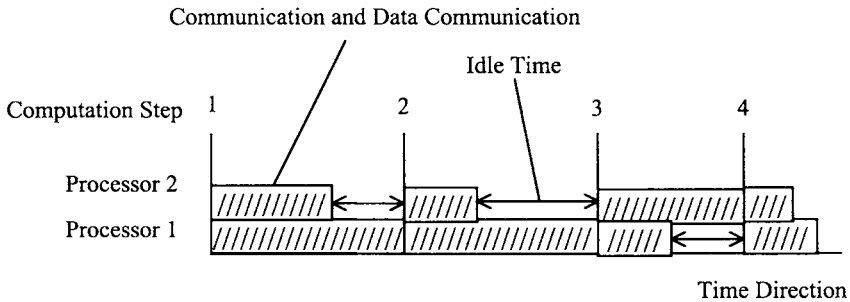 Communication and Data Communication
Idle Time
Computation Step 1 2 3 4
Processor 2
Processor 1
Time Direction